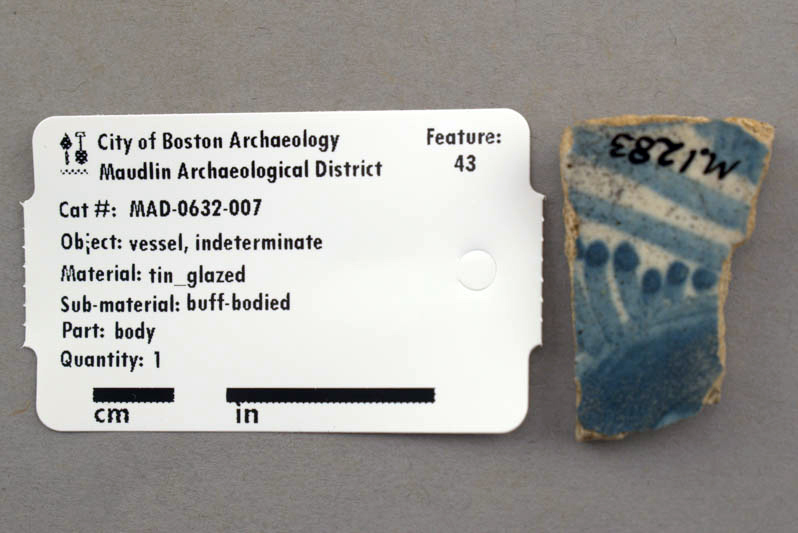 City of Boston Archaeology
Maudlin Archaeological District
Feature:
43
Cat #: MAD-0632-007
Object: vessel, indeterminate
Material: tin_glazed
Sub-material: buff-bodied
Part: body
Quantity: 1
cm in
M.1283